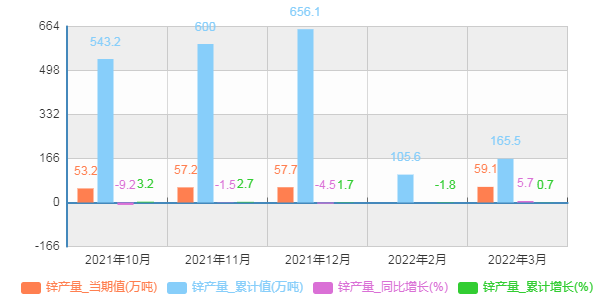 664
498
332
166
0
-166
543.2
600
656.1
105.6
165.5
53.2
-9.2
3.2
57.2
-1.5
2.7
57.7
-4.5
1.7
-1.8
59.1
5.7
0.7
2021年10月
2021年11月
2021年12月
2022年2月
2022年3月
锌产量_当期值(万吨)
锌产量_累计值(万吨)
锌产量_同比增长(%)
锌产量_累计增长(%)